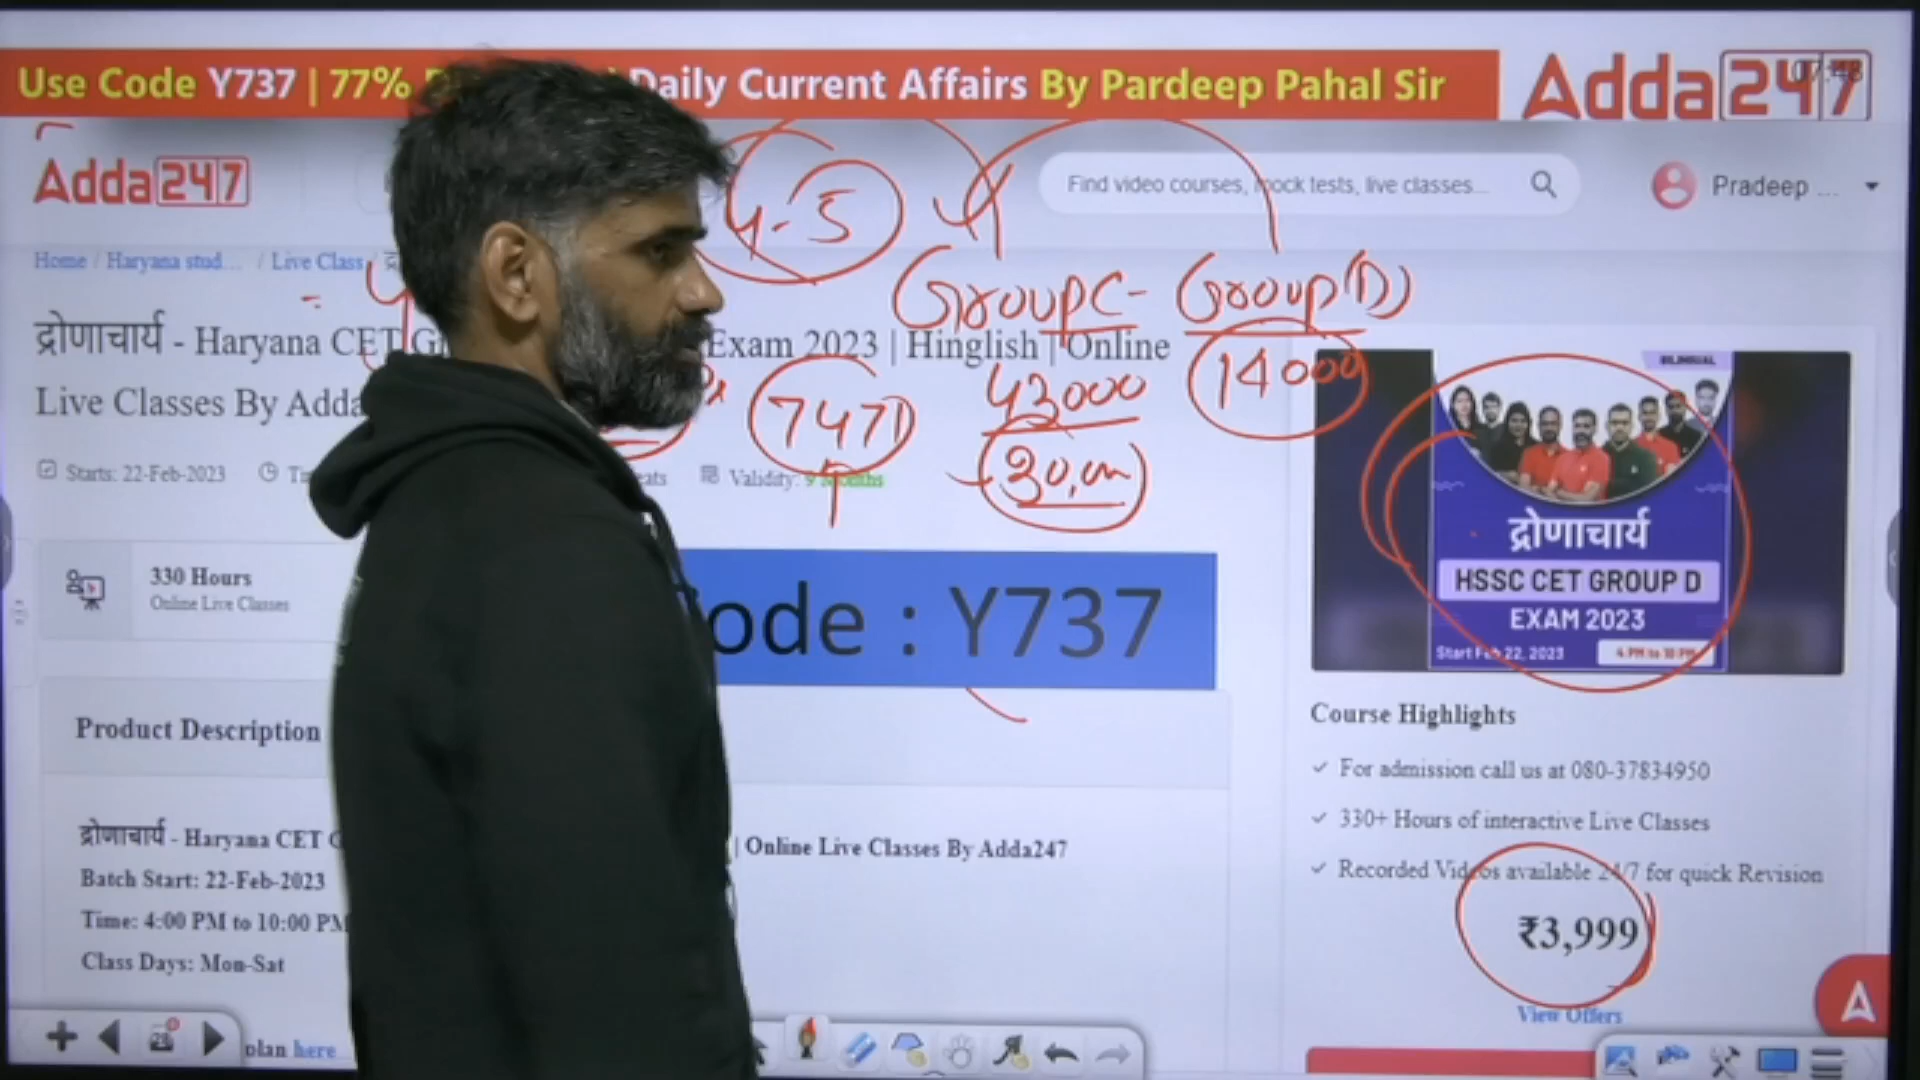 Use Code Y737 | 77% Daily Current Affairs By Pardeep Pahal Sir
Adda247
07:48
Adda247
Find video courses, mock tests, live classes...
Pradeep ...
4-5
Home / Haryana stud... / Live Class /
Group C - Group (D)
द्रोणाचार्य - Haryana CET Exam 2023 | Hinglish | Online
Live Classes By Adda
7471
43000
14000
30,000
Starts: 22-Feb-2023
Validity: 9 Months
330 Hours
Online Live Classes
ode : Y737
BILINGUAL
द्रोणाचार्य
HSSC CET GROUP D
EXAM 2023
Start Feb 22, 2023
4 PM to 10 PM
Product Description
Course Highlights
For admission call us at 080-37834950
330+ Hours of interactive Live Classes
Recorded Videos available 24/7 for quick Revision
द्रोणाचार्य - Haryana CET G | Online Live Classes By Adda247
Batch Start: 22-Feb-2023
Time: 4:00 PM to 10:00 PM
Class Days: Mon-Sat
₹3,999
View Offers
plan here